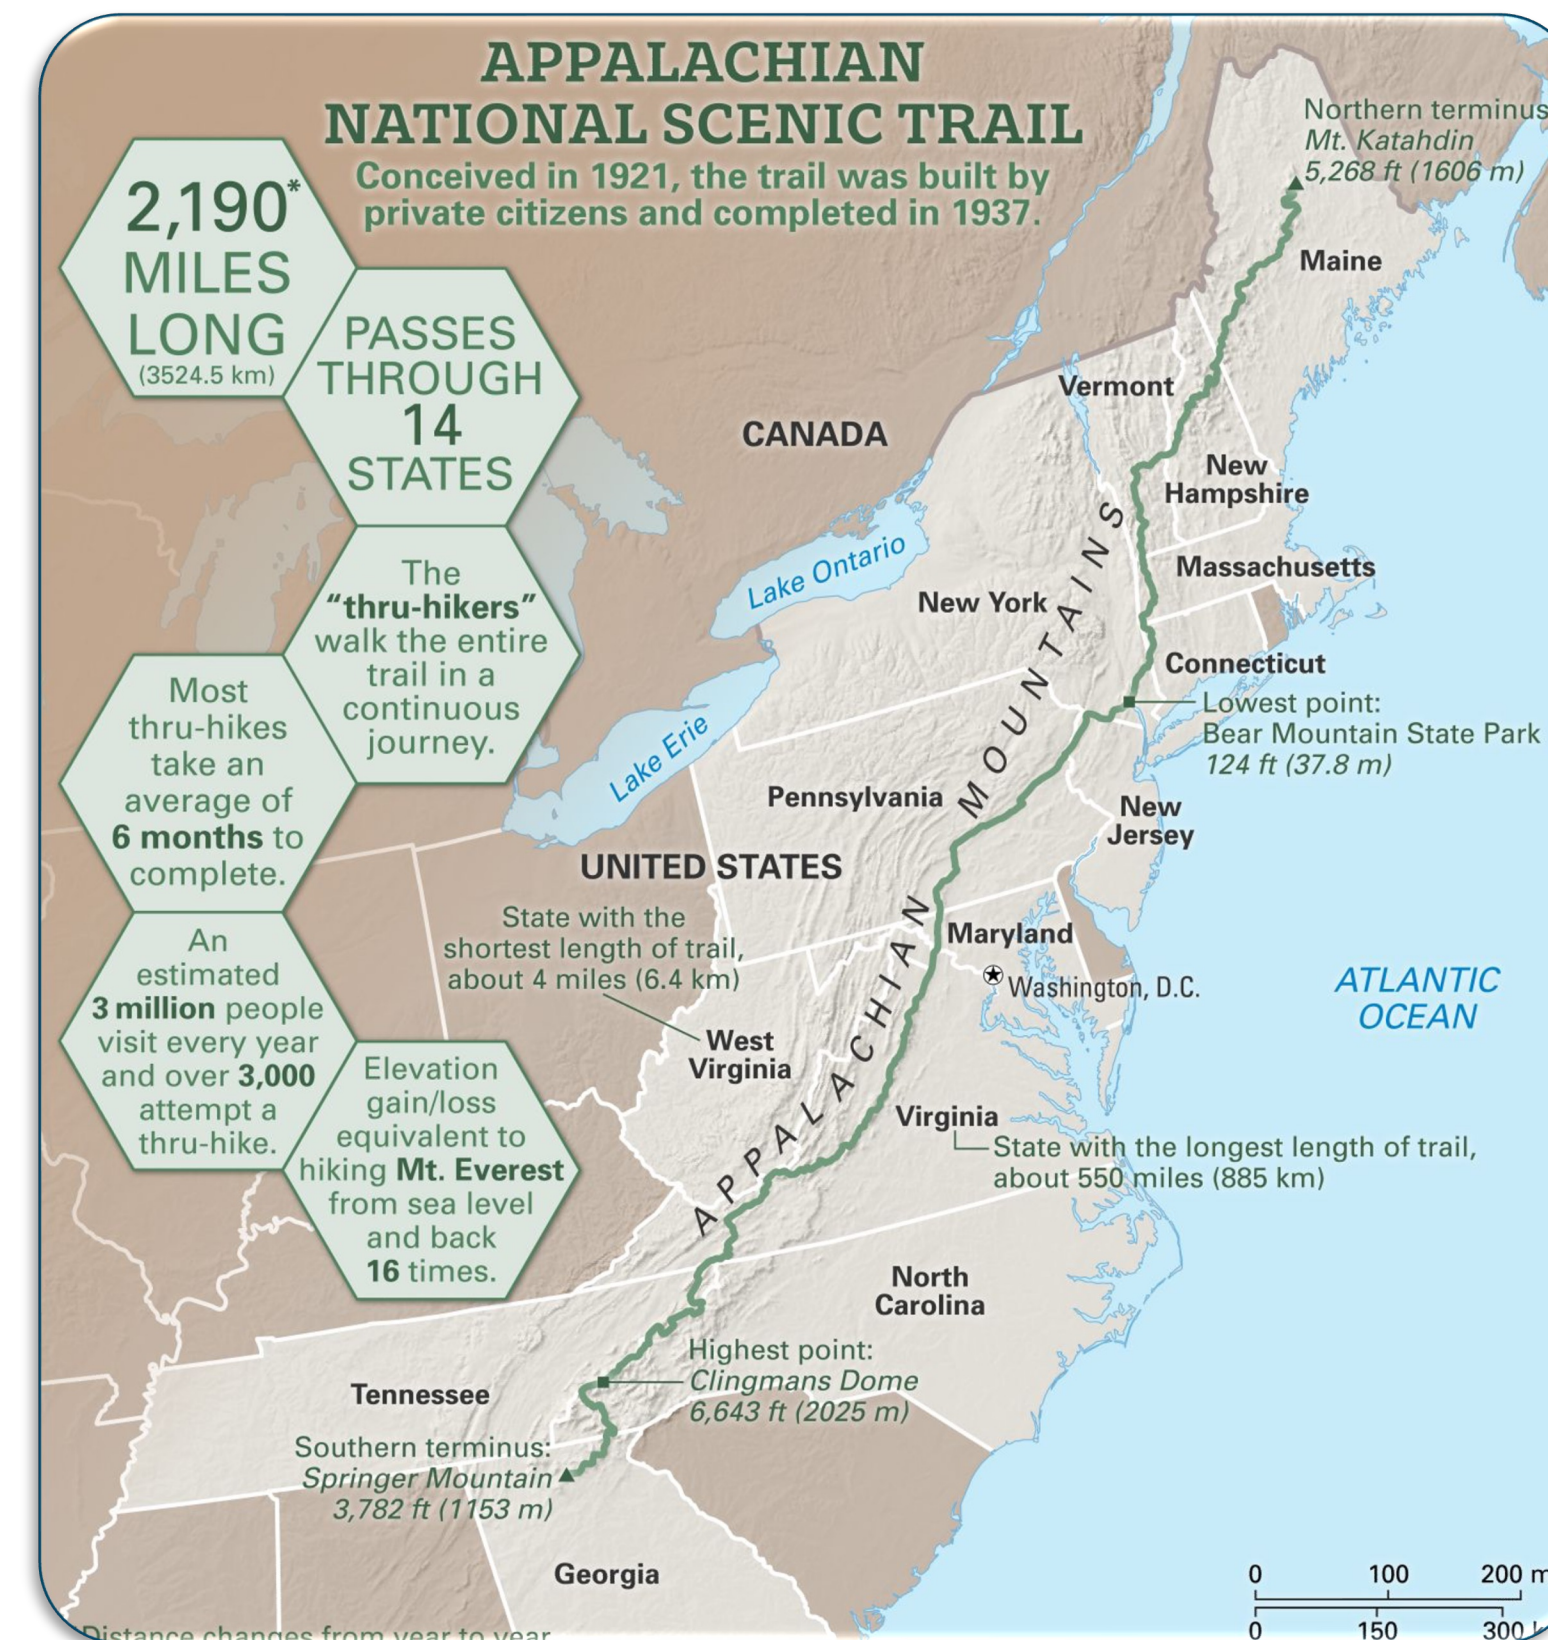 APPALACHIAN
NATIONAL SCENIC TRAIL
Conceived in 1921, the trail was built by
private citizens and completed in 1937.
2,190*
MILES
LONG
(3524.5 km)
PASSES
THROUGH
14
STATES
The
“thru-hikers”
walk the entire
trail in a
continuous
journey.
Most
thru-hikes
take an
average of
6 months to
complete.
An
estimated
3 million people
visit every year
and over 3,000
attempt a
thru-hike.
Elevation
gain/loss
equivalent to
hiking Mt. Everest
from sea level
and back
16 times.
Northern terminus:
Mt. Katahdin
5,268 ft (1606 m)
Maine
Vermont
CANADA
New
Hampshire
Lake Ontario
Massachusetts
New York
Connecticut
Lowest point:
Bear Mountain State Park
124 ft (37.8 m)
Lake Erie
Pennsylvania
New
Jersey
UNITED STATES
APPALACHIAN MOUNTAINS
State with the
shortest length of trail,
about 4 miles (6.4 km)
Maryland
Washington, D.C.
ATLANTIC
OCEAN
West
Virginia
Virginia
State with the longest length of trail,
about 550 miles (885 km)
North
Carolina
Highest point:
Clingmans Dome
6,643 ft (2025 m)
Tennessee
Southern terminus:
Springer Mountain
3,782 ft (1153 m)
Georgia
0 100 200 m
0 150 300 k
Distance changes from year to year